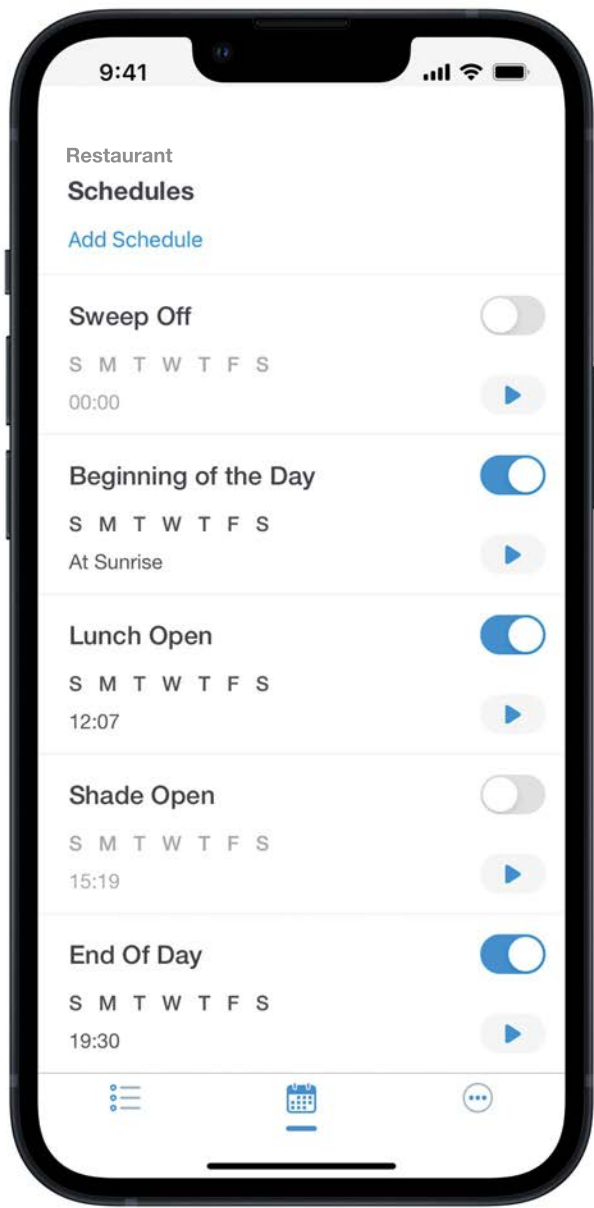 9:41
Restaurant
Schedules
Add Schedule
Sweep Off
S M T W T F S
00:00
Beginning of the Day
S M T W T F S
At Sunrise
Lunch Open
S M T W T F S
12:07
Shade Open
S M T W T F S
15:19
End Of Day
S M T W T F S
19:30